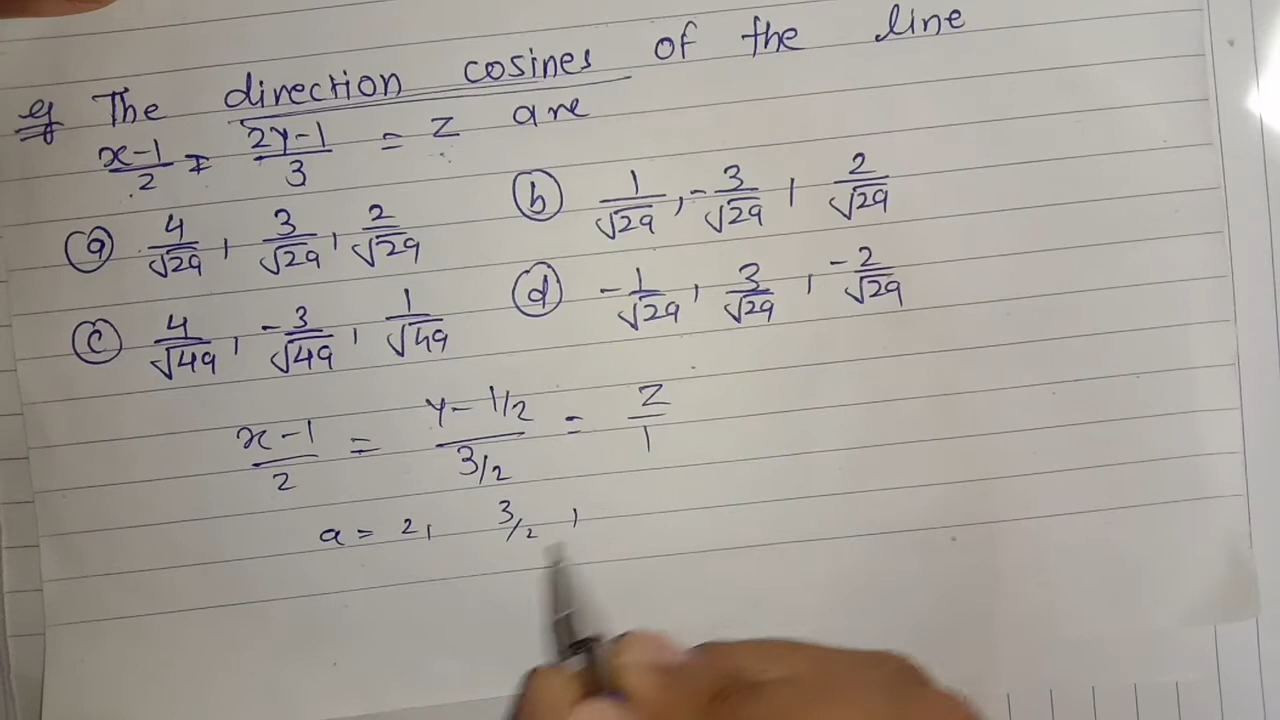 eg The direction cosines of the line
x-1/2 = 2y-1/3 = z are
(a) 4/√29, 3/√29, 2/√29 (b) 1/√29, -3/√29, 2/√29
(c) 4/√49, -3/√49, 1/√49 (d) -1/√29, 3/√29, -2/√29
x-1/2 = y-1/2/3/2 = z/1
a = 2, 3/2 1